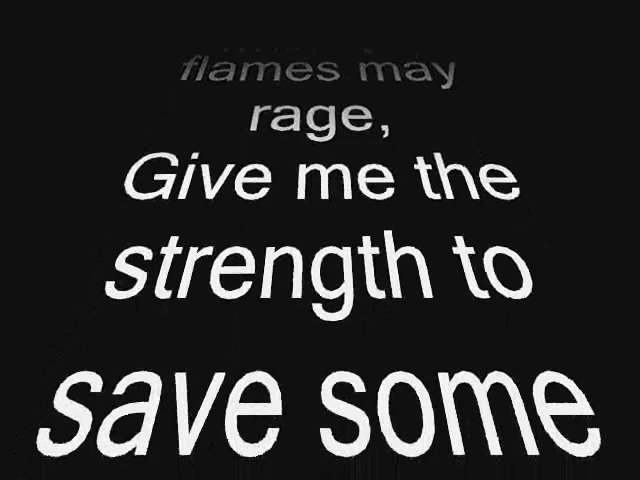 flames may
rage,
Give me the
strength to
save some